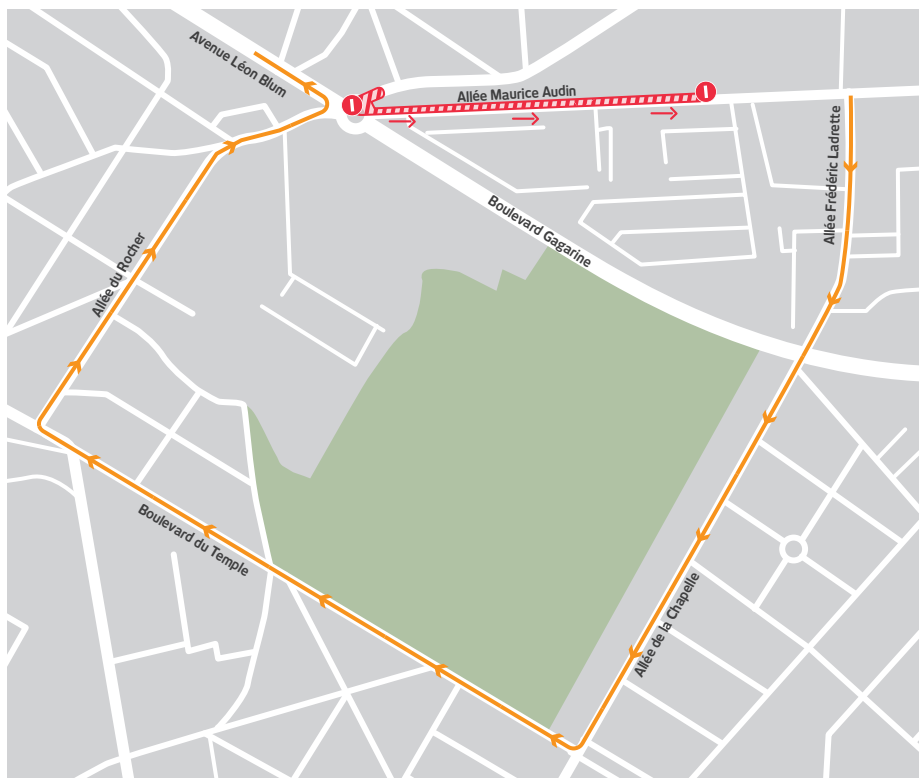 Avenue Léon Blum
Allée Maurice Audin
Allée Frédéric Ladrette
Boulevard Gagarine
Allée du Rocher
Boulevard du Temple
Allée de la Chapelle